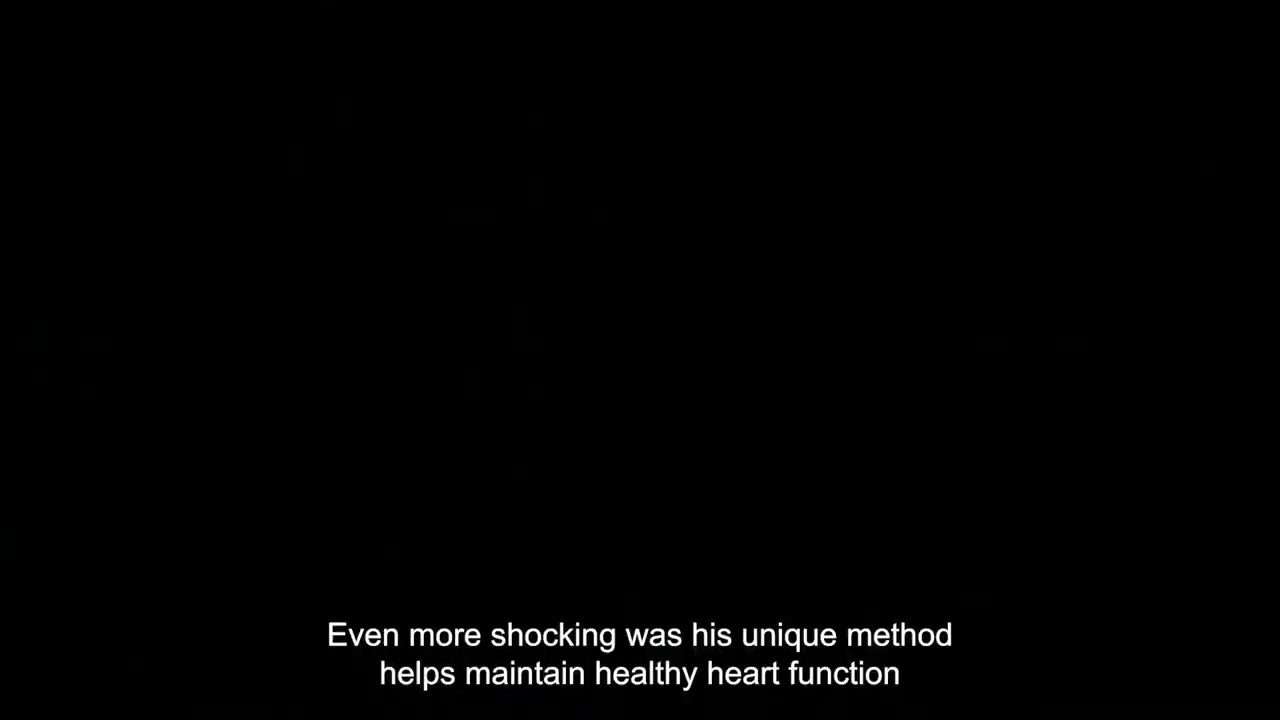 Even more shocking was his unique method
helps maintain healthy heart function